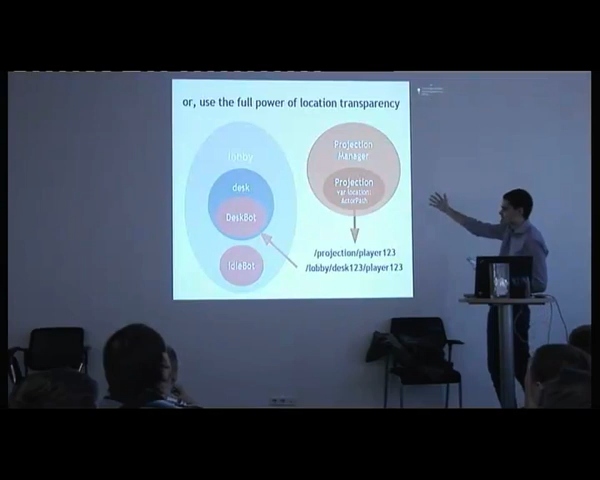 or, use the full power of location transparency
lobby
desk
DeskBot
IdleBot
Projection
Manager
Projection
var location:
ActorPath
/projection/player123
/lobby/desk123/player123